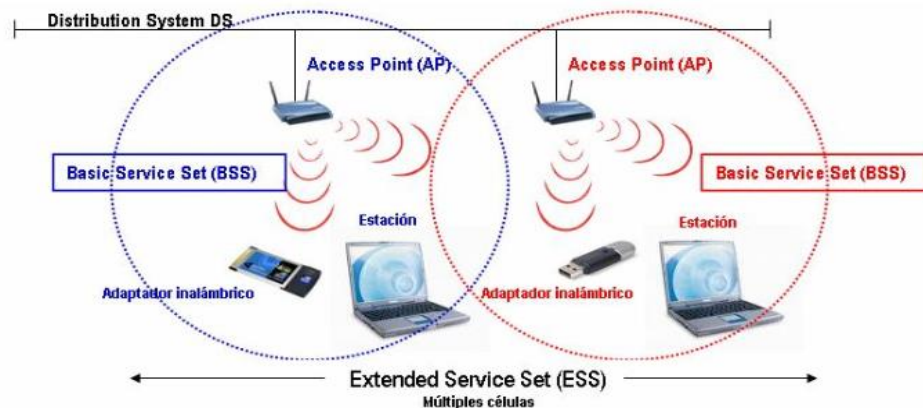 Distribution System DS
Access Point (AP)
Access Point (AP)
Basic Service Set (BSS)
Basic Service Set (BSS)
Estación
Estación
Adaptador inalámbrico
Adaptador inalámbrico
Extended Service Set (ESS)
Múltiples células